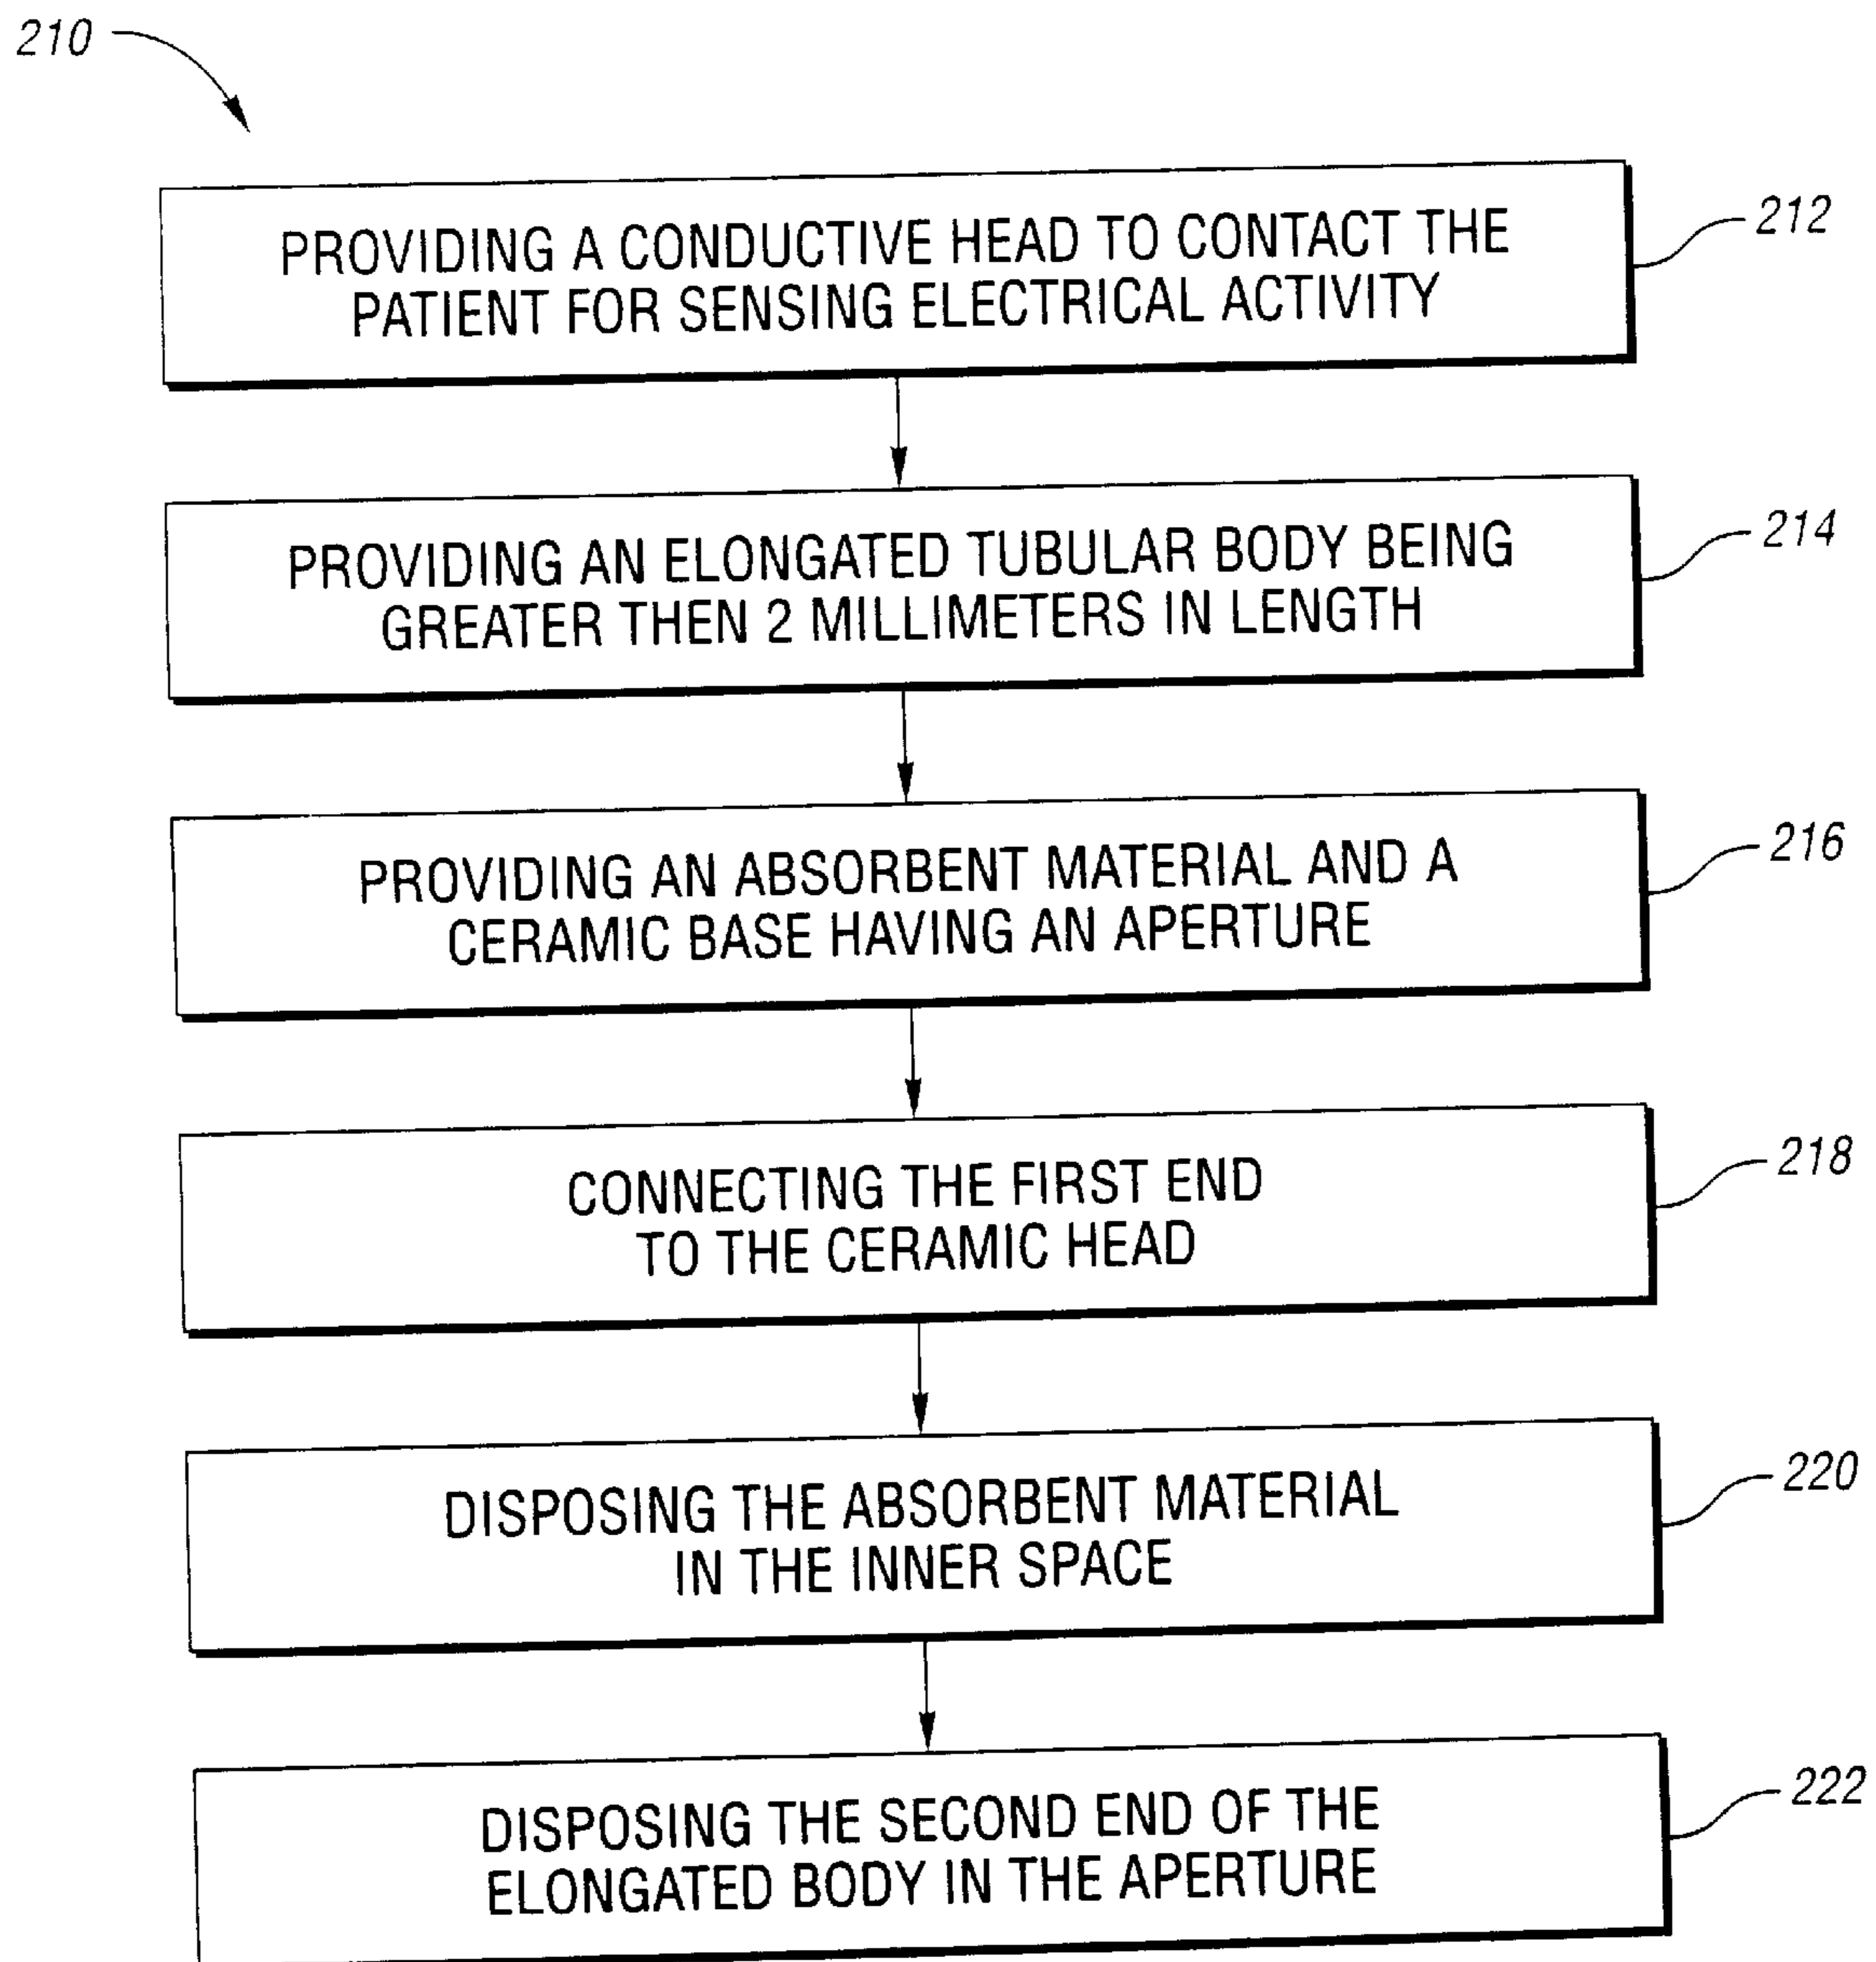 210
PROVIDING A CONDUCTIVE HEAD TO CONTACT THE
PATIENT FOR SENSING ELECTRICAL ACTIVITY
212
PROVIDING AN ELONGATED TUBULAR BODY BEING
GREATER THEN 2 MILLIMETERS IN LENGTH
214
PROVIDING AN ABSORBENT MATERIAL AND A
CERAMIC BASE HAVING AN APERTURE
216
CONNECTING THE FIRST END
TO THE CERAMIC HEAD
218
DISPOSING THE ABSORBENT MATERIAL
IN THE INNER SPACE
220
DISPOSING THE SECOND END OF THE
ELONGATED BODY IN THE APERTURE
222